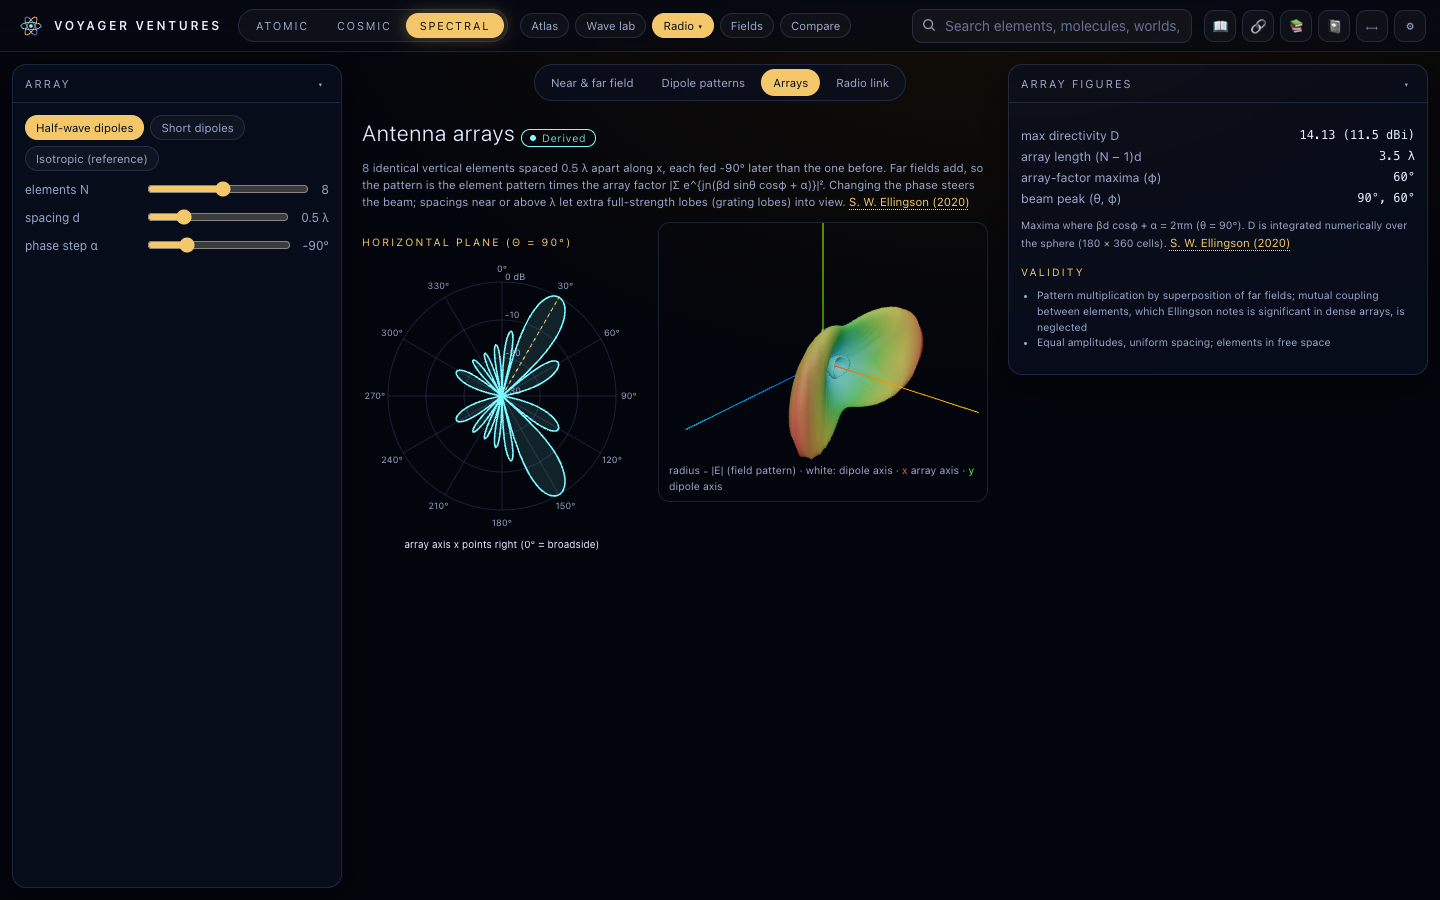 VOYAGER VENTURES
ATOMIC
COSMIC
SPECTRAL
Atlas
Wave lab
Radio ▾
Fields
Compare
Search elements, molecules, worlds,
ARRAY
Half-wave dipoles
Short dipoles
Isotropic (reference)
elements N
8
spacing d
0.5 λ
phase step α
-90°
Near & far field
Dipole patterns
Arrays
Radio link
Antenna arrays
Derived
8 identical vertical elements spaced 0.5 λ apart along x, each fed -90° later than the one before. Far fields add, so
the pattern is the element pattern times the array factor |Σ e^{jn(βd sinθ cosϕ + α)}|². Changing the phase steers
the beam; spacings near or above λ let extra full-strength lobes (grating lobes) into view. S. W. Ellingson (2020)
HORIZONTAL PLANE (Θ = 90°)
0°
0 dB
330°
30°
-10
300°
60°
-20
270°
90°
240°
120°
210°
150°
180°
array axis x points right (0° = broadside)
radius ₌ |E| (field pattern) · white: dipole axis · x array axis · y
dipole axis
ARRAY FIGURES
max directivity D
14.13 (11.5 dBi)
array length (N − 1)d
3.5 λ
array-factor maxima (ϕ)
60°
beam peak (θ, ϕ)
90°, 60°
Maxima where βd cosϕ + α = 2πm (θ = 90°). D is integrated numerically over
the sphere (180 × 360 cells). S. W. Ellingson (2020)
VALIDITY
• Pattern multiplication by superposition of far fields; mutual coupling
between elements, which Ellingson notes is significant in dense arrays, is
neglected
• Equal amplitudes, uniform spacing; elements in free space